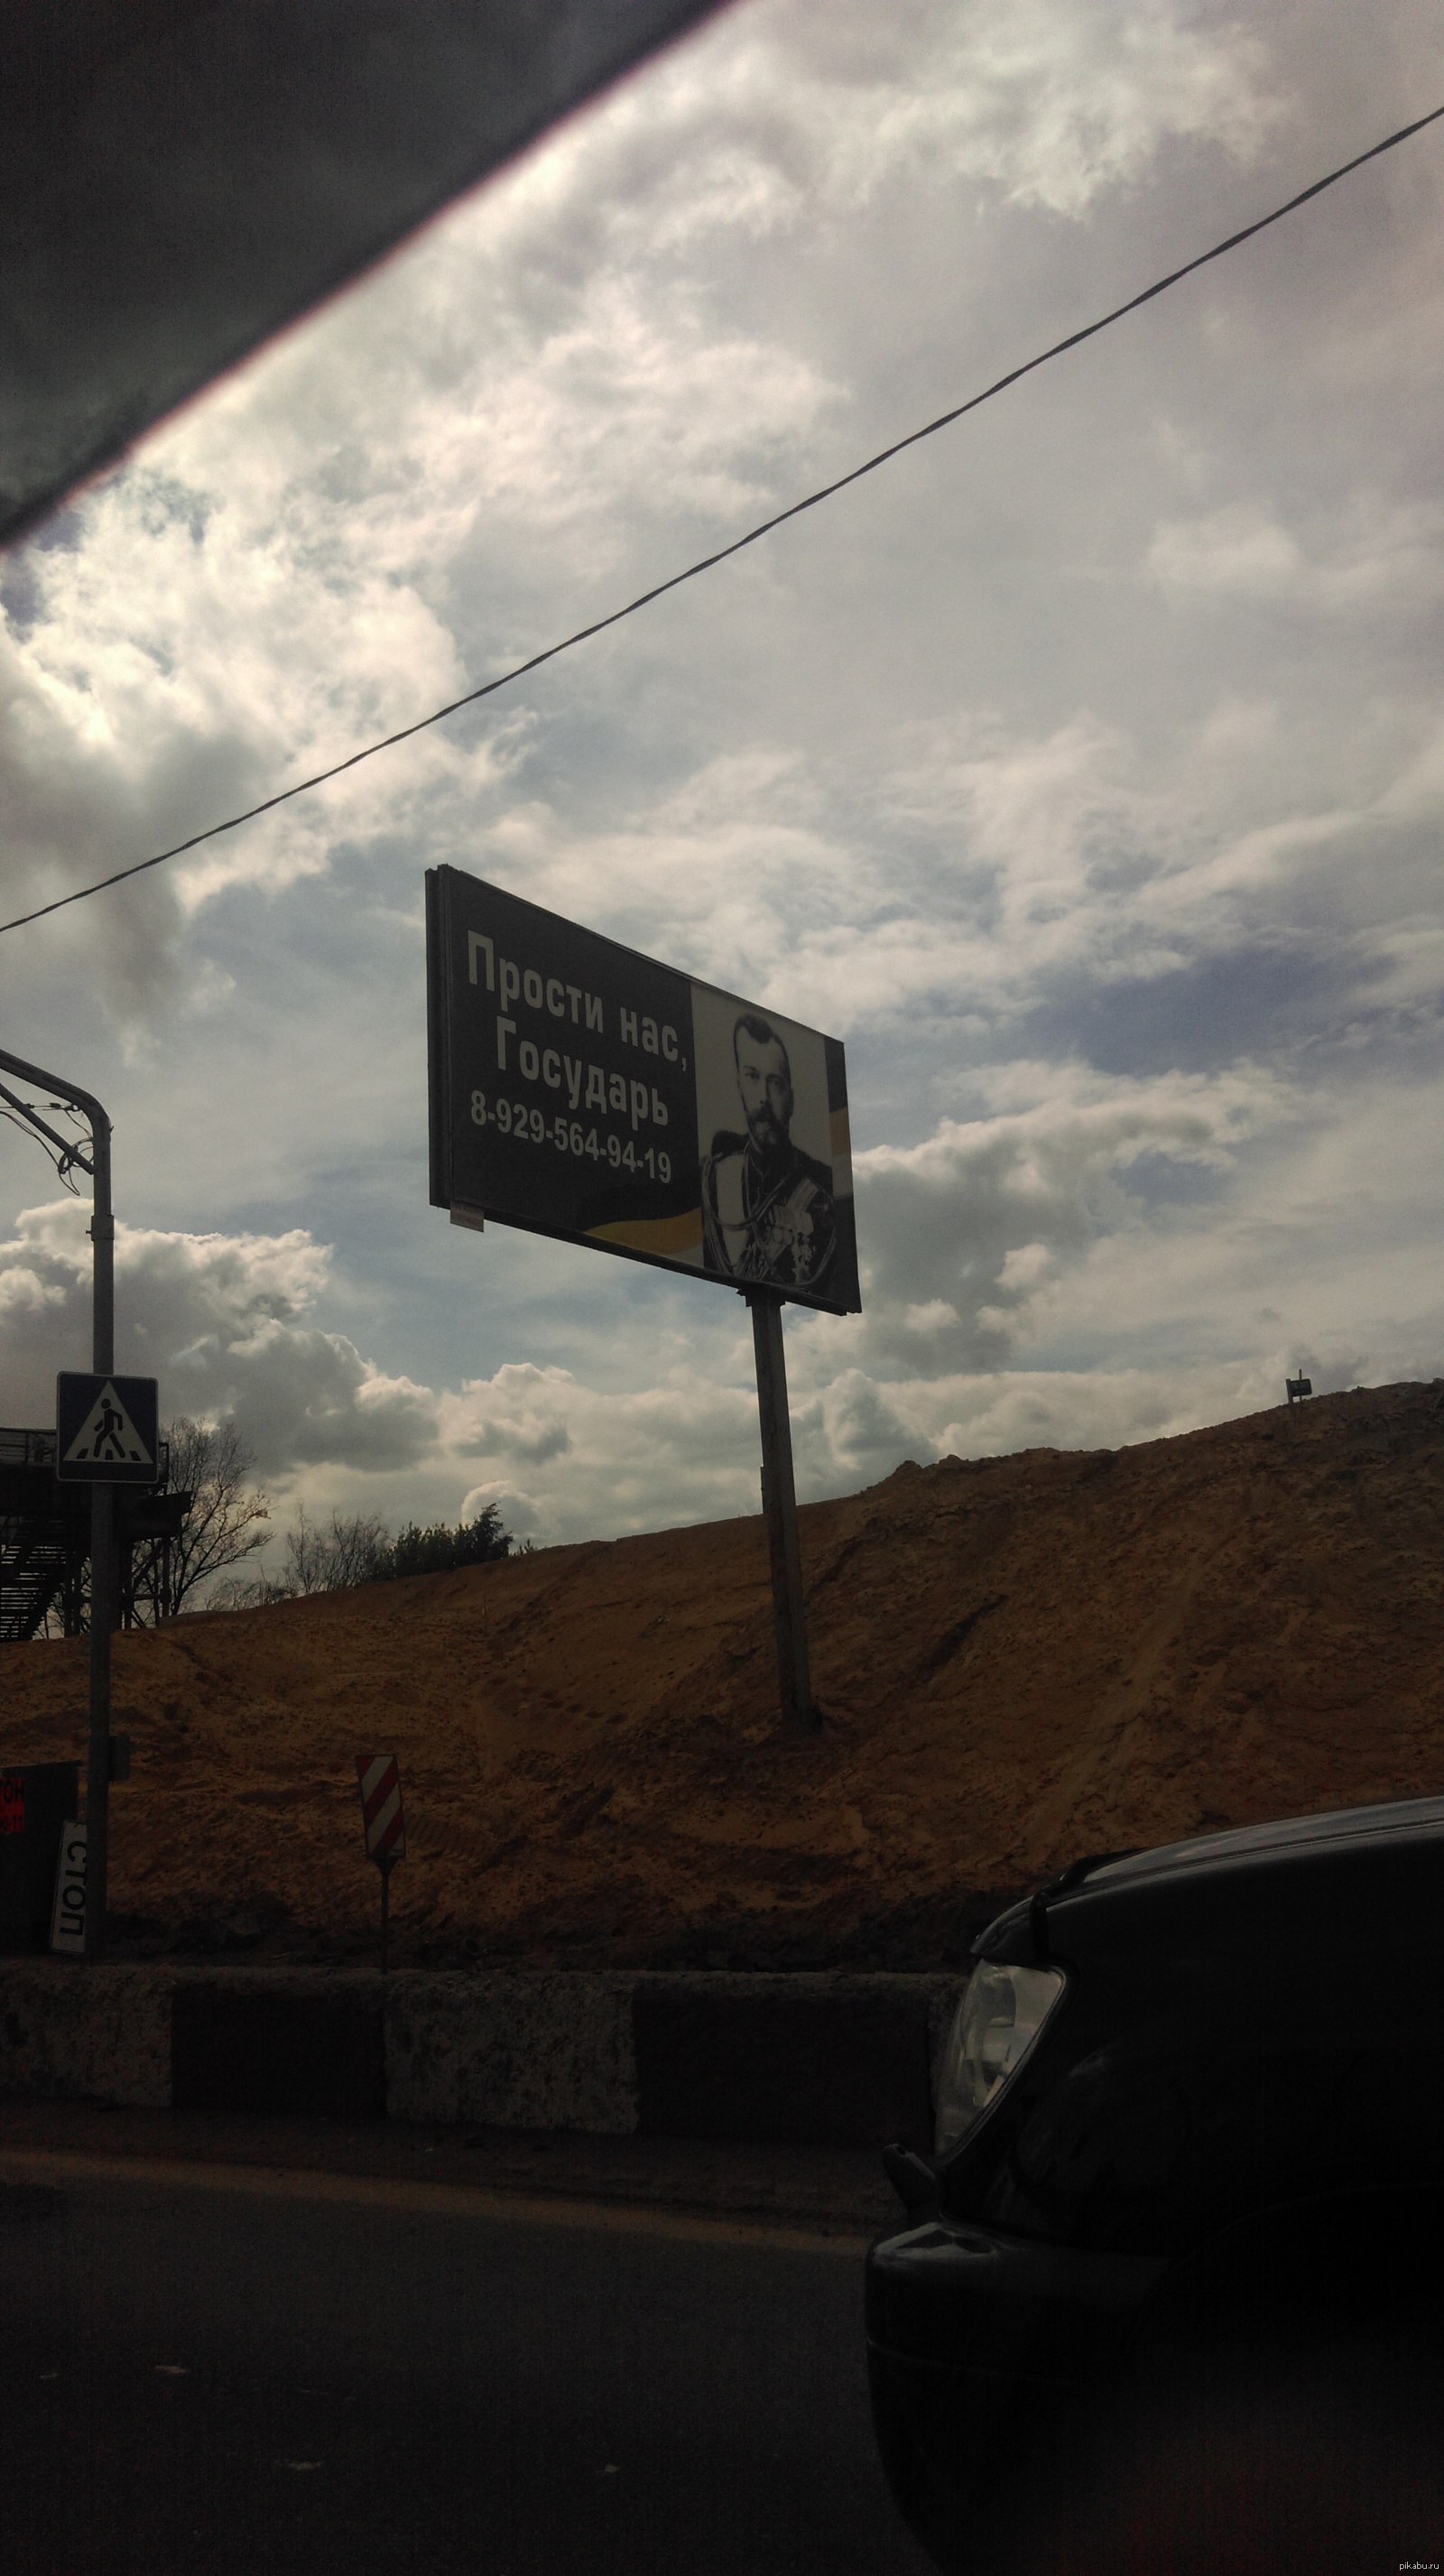 Прости нас,
Государь
8-929-564-94-19
СТОП
pikabu.ru